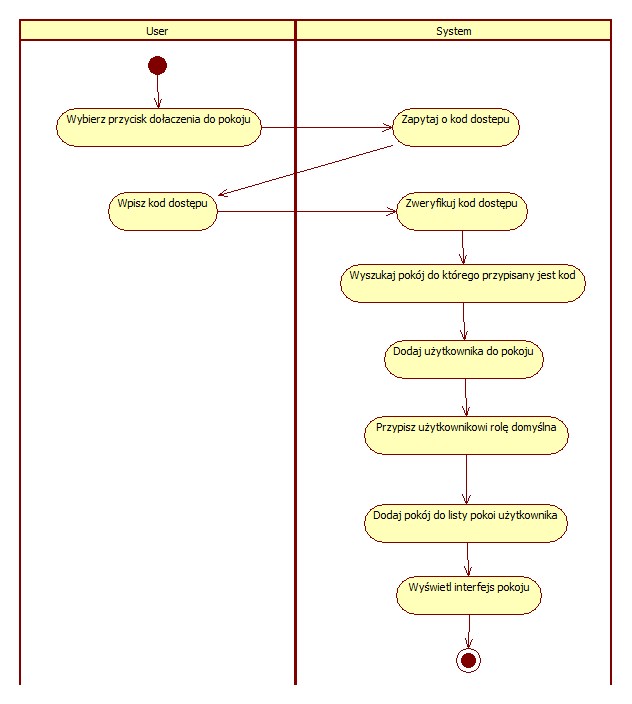 User
System
Wybierz przycisk dołaczenia do pokoju
Zapytaj o kod dostepu
Wpisz kod dostępu
Zweryfikuj kod dostępu
Wyszukaj pokój do którego przypisany jest kod
Dodaj użytkownika do pokoju
Przypisz użytkownikowi rolę domyślna
Dodaj pokój do listy pokoi użytkownika
Wyświetl interfejs pokoju